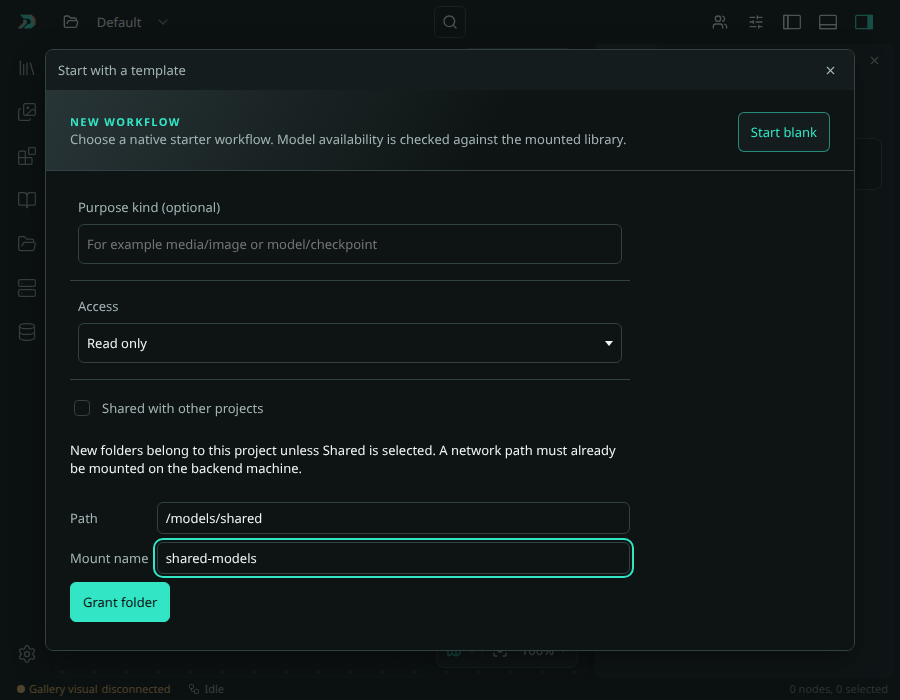 Default
Start with a template
NEW WORKFLOW
Choose a native starter workflow. Model availability is checked against the mounted library.
Start blank
Purpose kind (optional)
For example media/image or model/checkpoint
Access
Read only
Shared with other projects
New folders belong to this project unless Shared is selected. A network path must already
be mounted on the backend machine.
Path
/models/shared
Mount name
shared-models
Grant folder
100%
Gallery visual disconnected
Idle
0 nodes, 0 selected